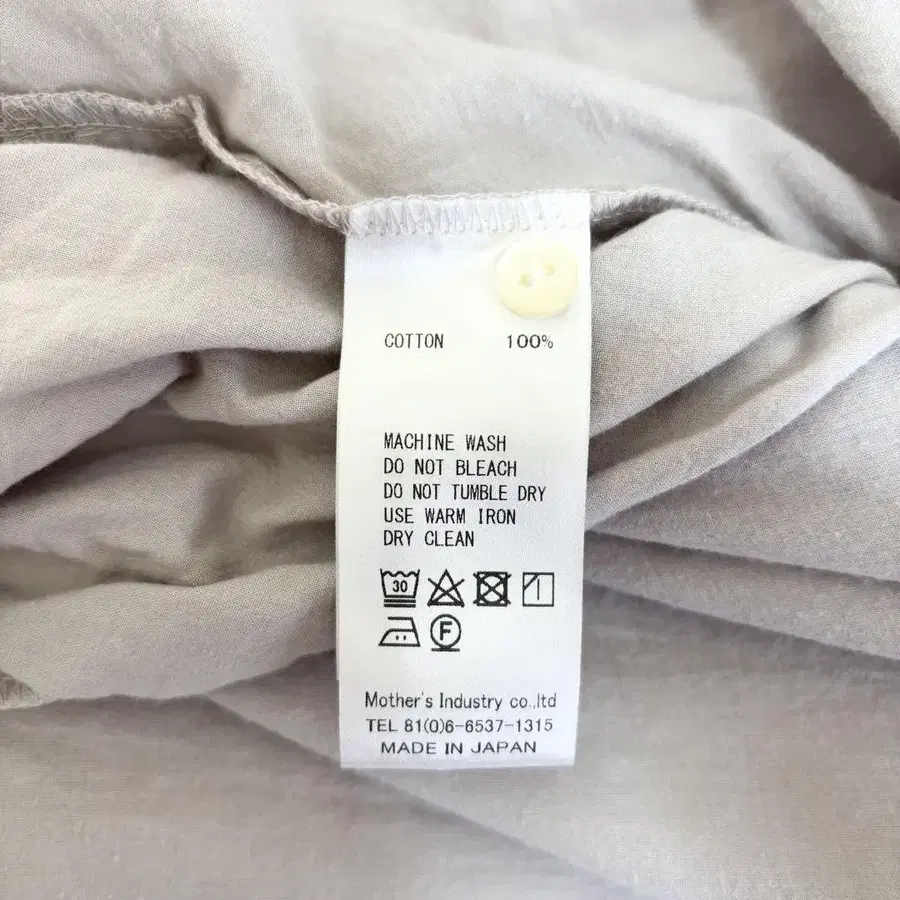 COTTON 100%
MACHINE WASH
DO NOT BLEACH
DO NOT TUMBLE DRY
USE WARM IRON
DRY CLEAN
30
F
Mother's Industry co.,ltd
TEL 81(0)6-6537-1315
MADE IN JAPAN